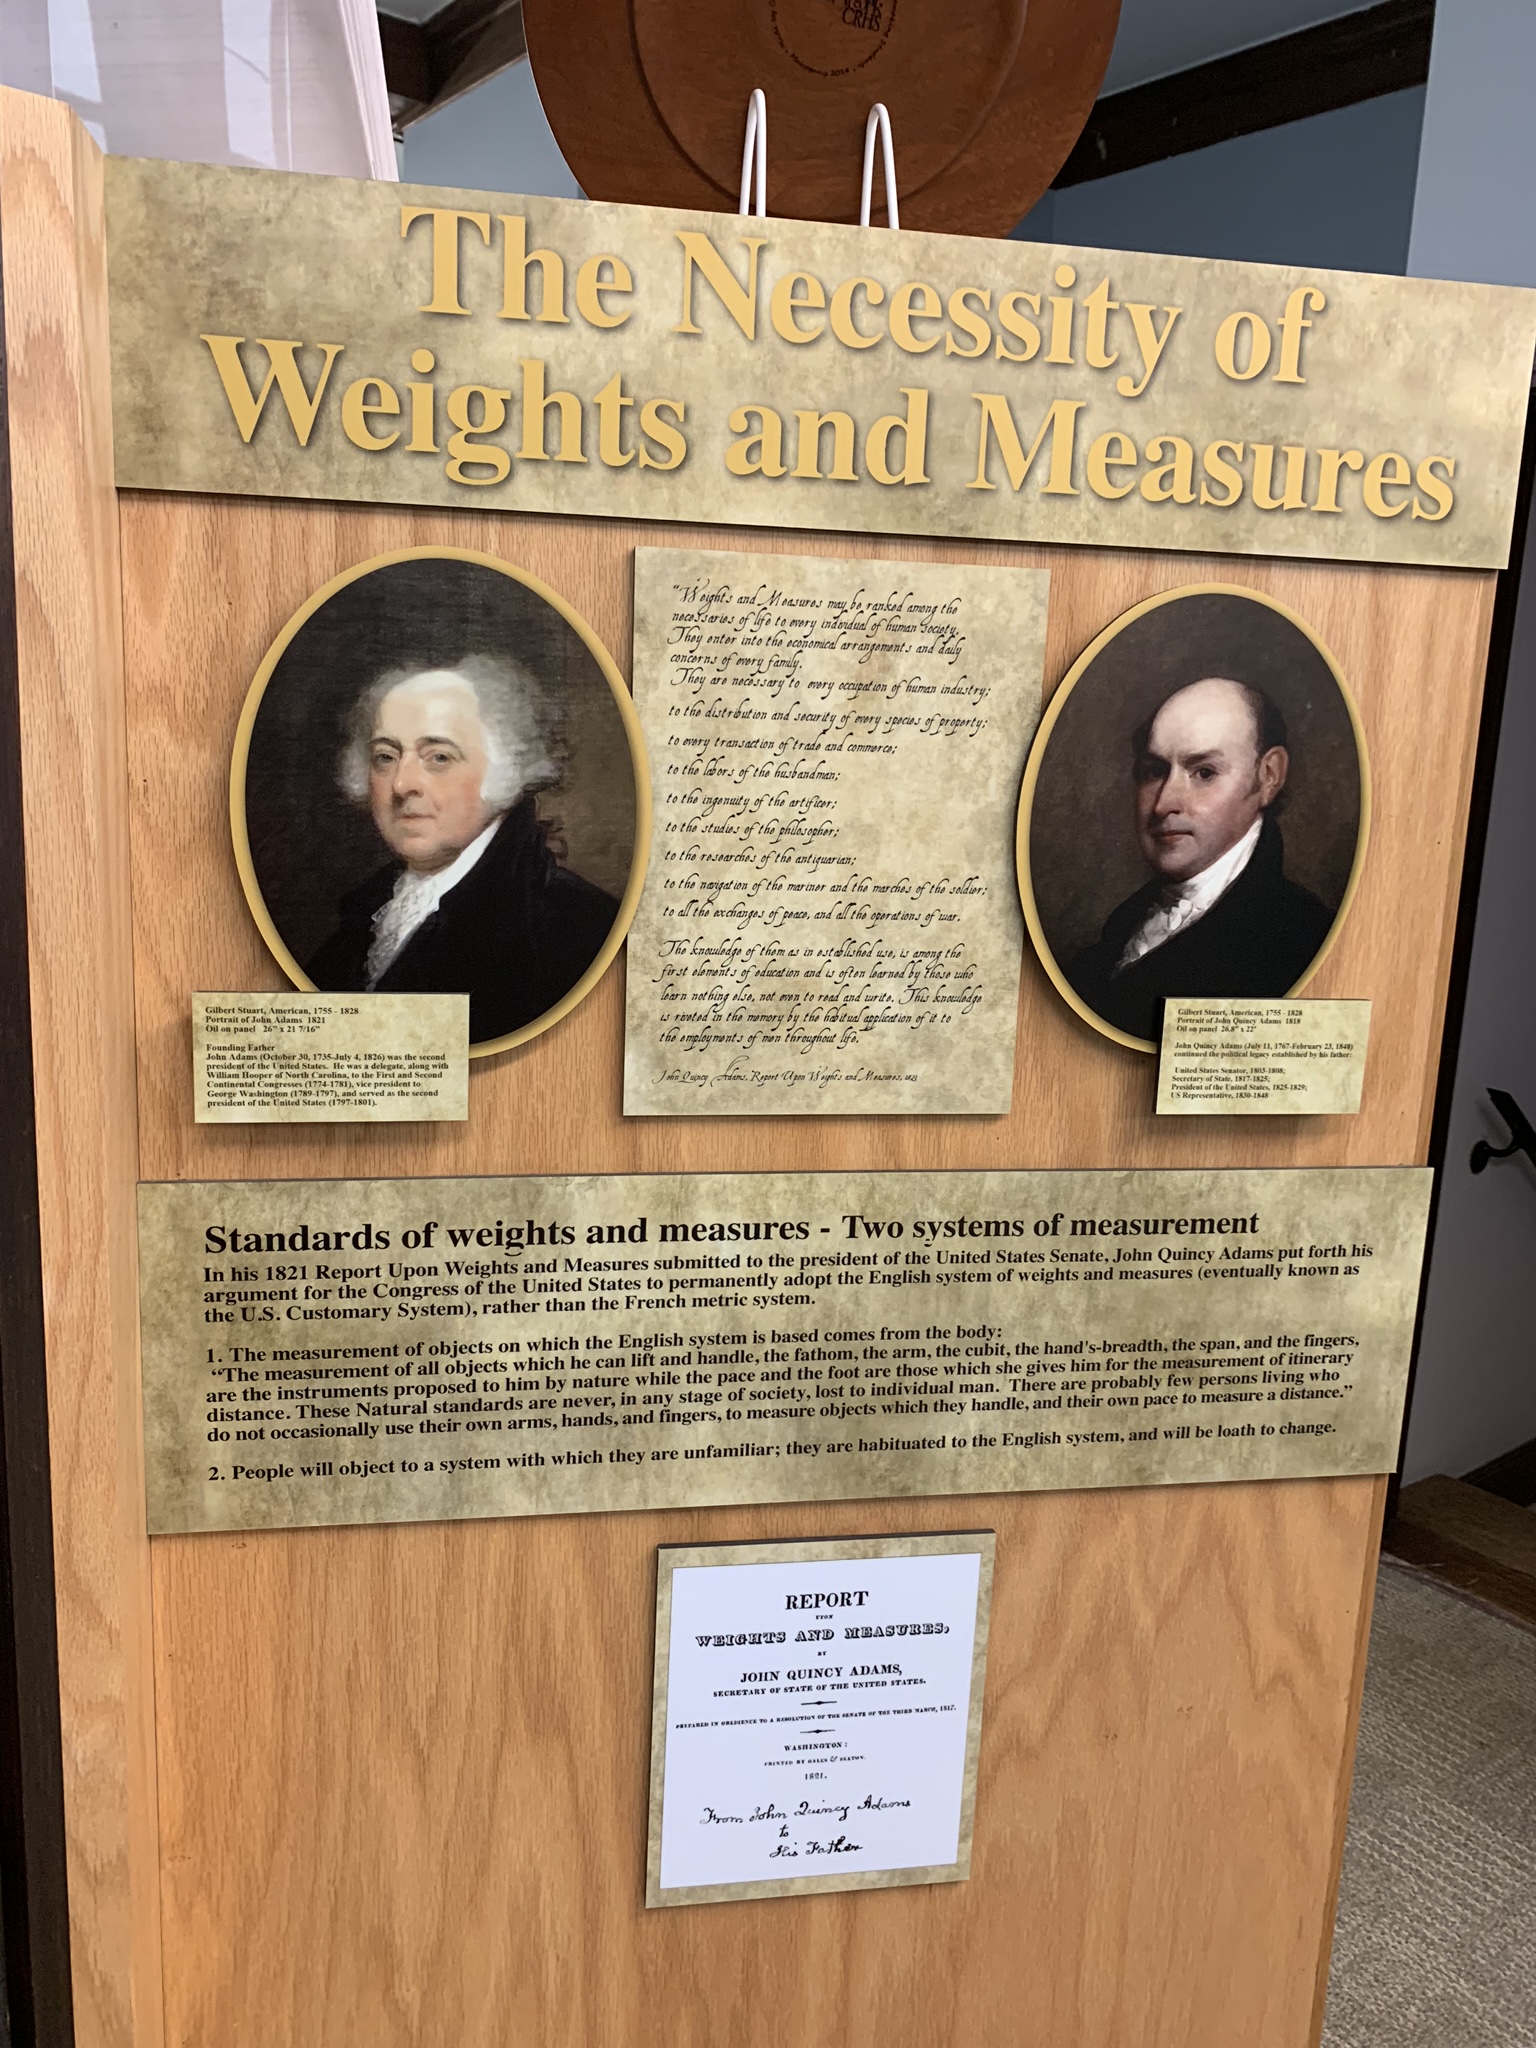 CRHS
The Necessity of
Weights and Measures
"Weights and Measures may be ranked among the
necessaries of life to every individual of human society.
They enter into the economical arrangements and daily
concerns of every family.
They are necessary to every occupation of human industry;
to the distribution and security of every species of property;
to every transaction of trade and commerce;
to the labors of the husbandman;
to the ingenuity of the artificer;
to the studies of the philosopher;
to the researches of the antiquarian;
to the navigation of the mariner and the marches of the soldier;
to all the exchanges of peace, and all the operations of war.
The knowledge of them as in established use, is among the
first elements of education and is often learned by those who
learn nothing else, not even to read and write. This knowledge
is riveted in the memory by the habitual application of it to
the employments of men throughout life.
John Quincy Adams, Report Upon Weights and Measures, 1821
Gilbert Stuart, American, 1755 - 1828
Portrait of John Adams 1821
Oil on panel 26" x 21 7/16"
Founding Father
John Adams (October 30, 1735-July 4, 1826) was the second
president of the United States. He was a delegate, along with
William Hooper of North Carolina, to the First and Second
Continental Congresses (1774-1781), vice president to
George Washington (1789-1797), and served as the second
president of the United States (1797-1801).
Gilbert Stuart, American, 1755 - 1828
Portrait of John Quincy Adams 1818
Oil on panel 26.8" x 22"
John Quincy Adams (July 11, 1767-February 23, 1848)
continued the political legacy established by his father:
United States Senator, 1803-1808;
Secretary of State, 1817-1825;
President of the United States, 1825-1829;
US Representative, 1830-1848
Standards of weights and measures - Two systems of measurement
In his 1821 Report Upon Weights and Measures submitted to the president of the United States Senate, John Quincy Adams put forth his
argument for the Congress of the United States to permanently adopt the English system of weights and measures (eventually known as
the U.S. Customary System), rather than the French metric system.
1. The measurement of objects on which the English system is based comes from the body:
"The measurement of all objects which he can lift and handle, the fathom, the arm, the cubit, the hand's-breadth, the span, and the fingers,
are the instruments proposed to him by nature while the pace and the foot are those which she gives him for the measurement of itinerary
distance. These Natural standards are never, in any stage of society, lost to individual man. There are probably few persons living who
do not occasionally use their own arms, hands, and fingers, to measure objects which they handle, and their own pace to measure a distance."
2. People will object to a system with which they are unfamiliar; they are habituated to the English system, and will be loath to change.
REPORT
UPON
WEIGHTS AND MEASURES,
BY
JOHN QUINCY ADAMS,
SECRETARY OF STATE OF THE UNITED STATES.
PREPARED IN OBEDIENCE TO A RESOLUTION OF THE SENATE OF THE THIRD MARCH, 1817.
WASHINGTON:
PRINTED BY GALES & SEATON.
1821.
From John Quincy Adams
to
His Father